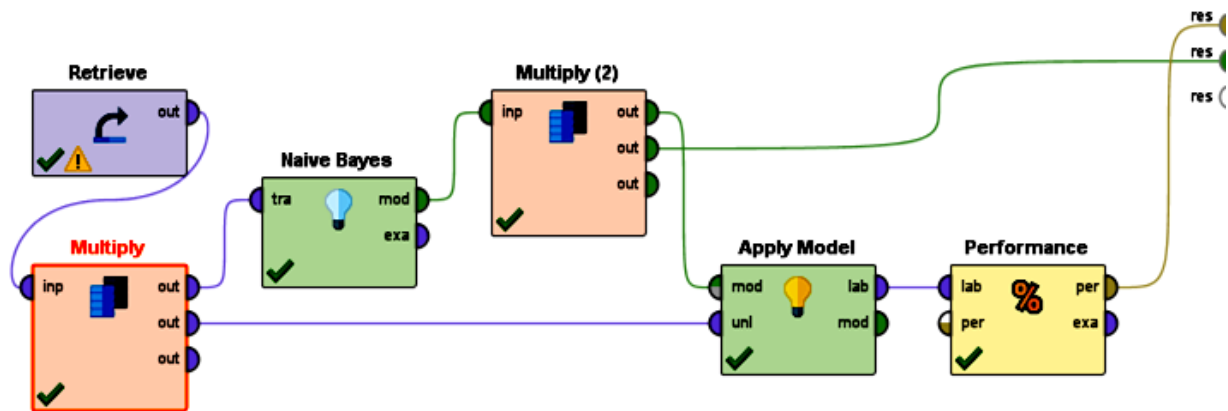 res
res
res
Retrieve
out
Multiply (2)
inp
out
out
out
Naive Bayes
tra
mod
exa
Multiply
inp
out
out
out
Apply Model
mod
lab
unl
mod
Performance
lab
per
per
exa
%